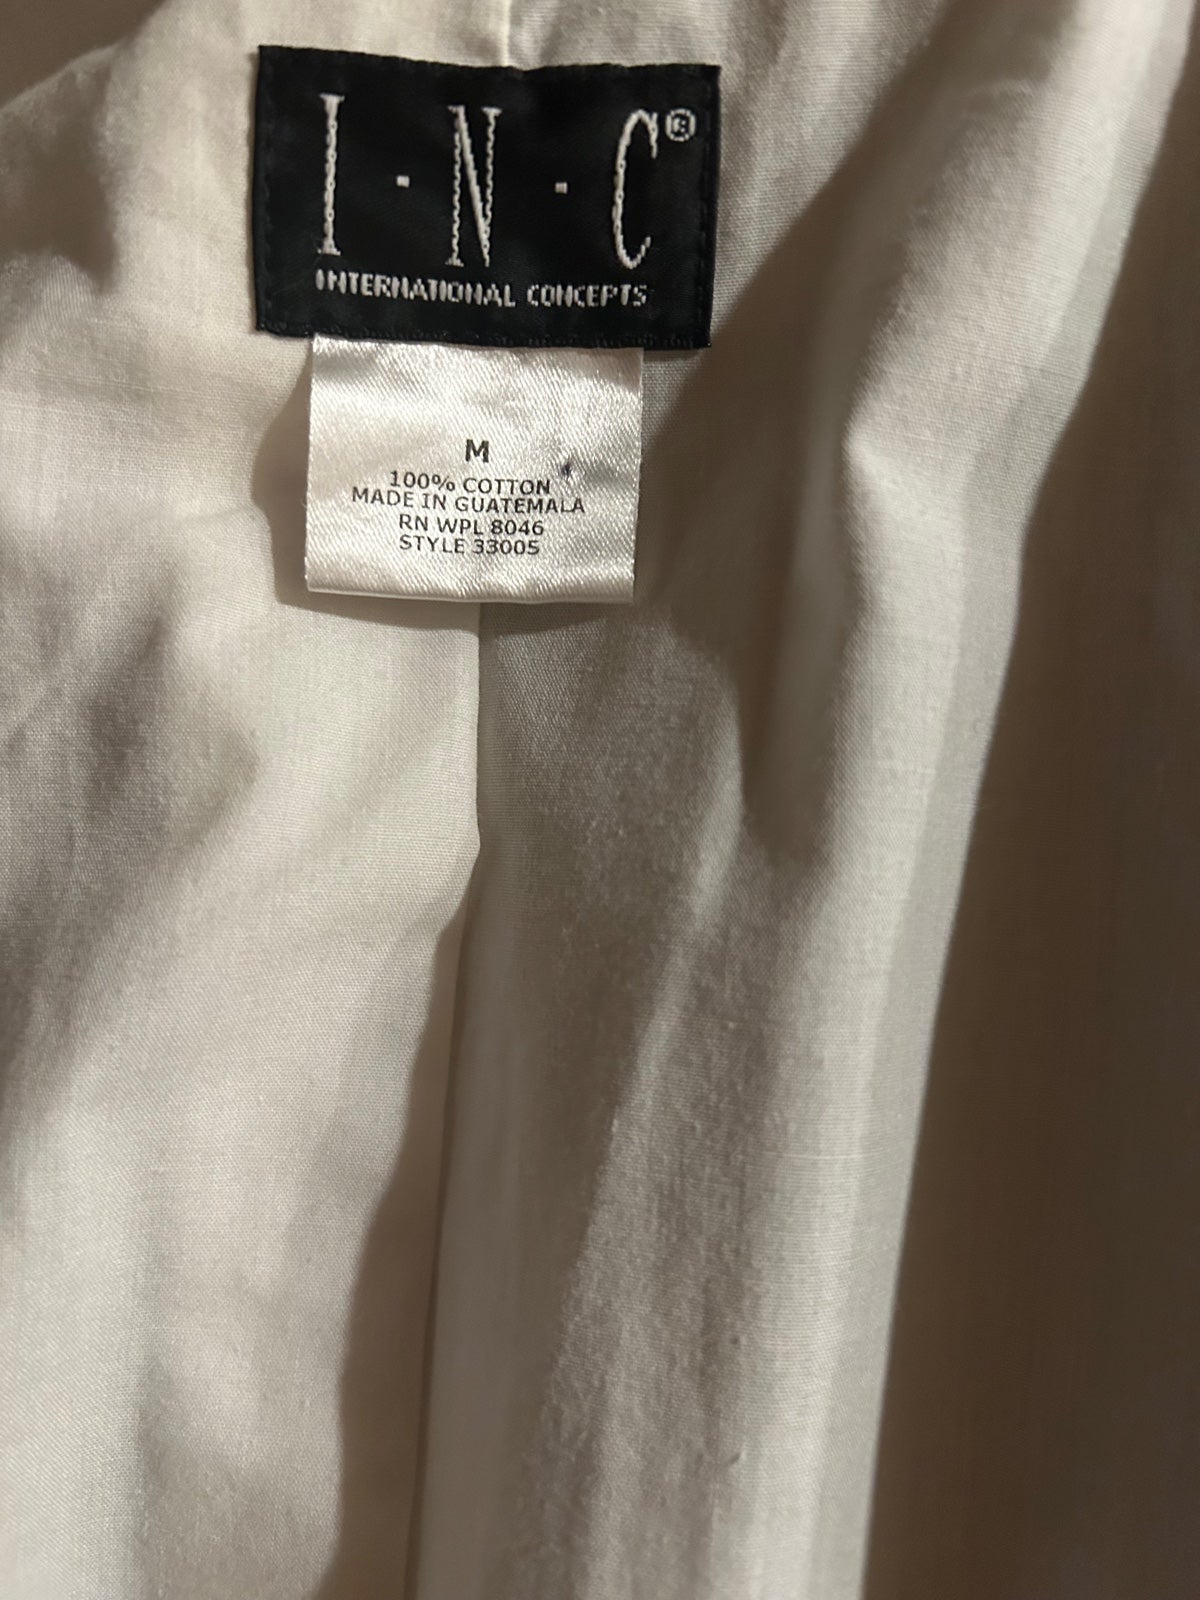 I·N·C®
INTERNATIONAL CONCEPTS
M
100% COTTON
MADE IN GUATEMALA
RN WPL 8046
STYLE 33005